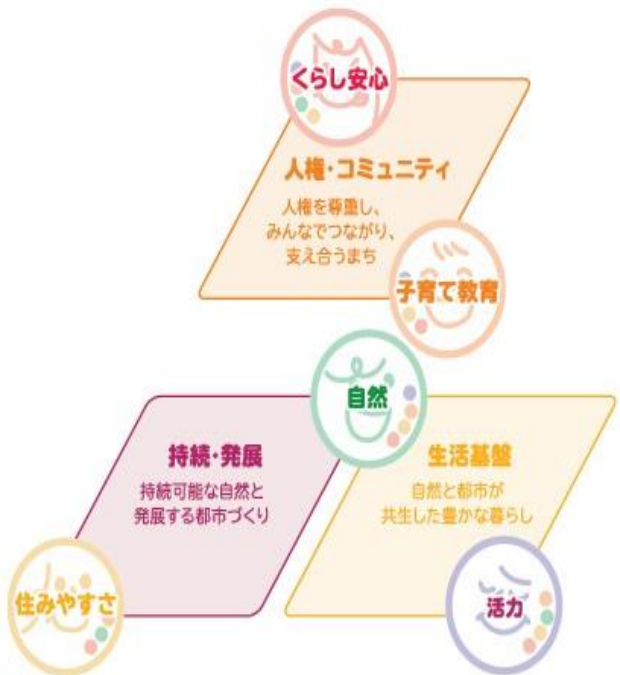 くらし安心
人権・コミュニティ
人権を尊重し、
みんなでつながり、
支え合うまち
子育て教育
自然
持続・発展
持続可能な自然と
発展する都市づくり
生活基盤
自然と都市が
共生した豊かな暮らし
住みやすさ
活力